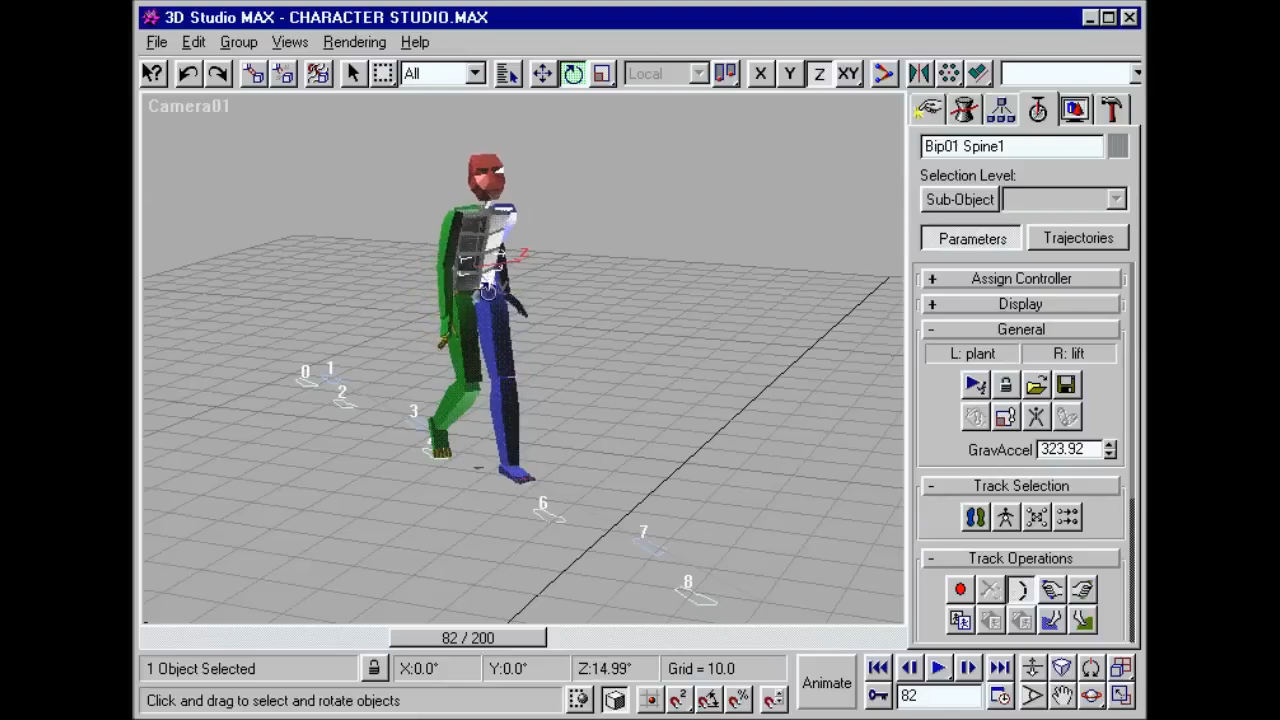 3D Studio MAX - CHARACTER STUDIO.MAX
File Edit Group Views Rendering Help
All Local X Y Z XY
Camera01
Bip01 Spine1
Selection Level:
Sub-Object
Parameters Trajectories
+ Assign Controller
+ Display
- General
L: plant R: lift
GravAccel 323.92
- Track Selection
- Track Operations
z
0 1
2
3
6
7
8
82 / 200
1 Object Selected X:0.0° Y:0.0° Z:14.99° Grid = 10.0
Animate
82
Click and drag to select and rotate objects